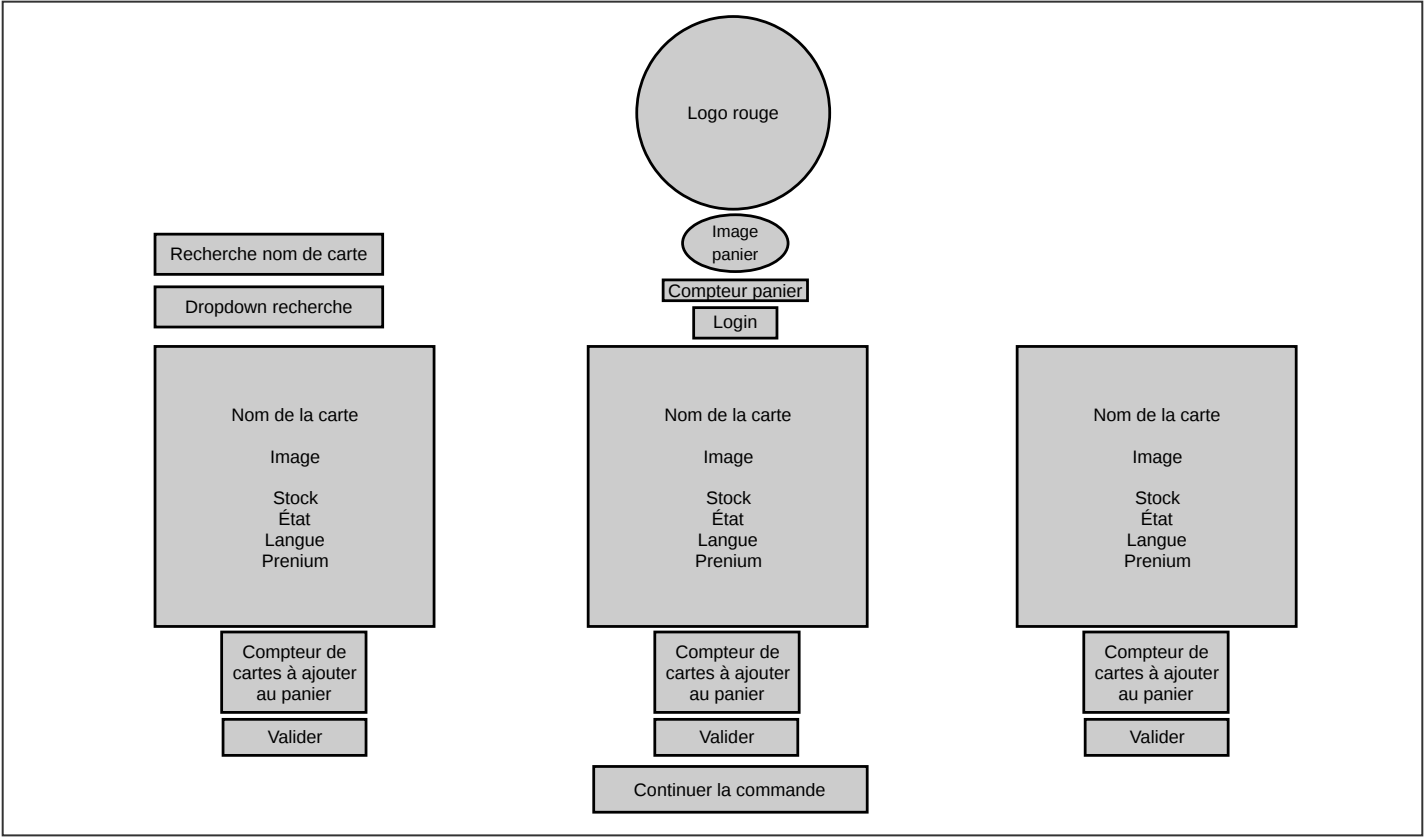 Logo rouge
Image
panier
Recherche nom de carte
Compteur panier
Dropdown recherche
Login
Nom de la carte
Image
Stock
État
Langue
Prenium
Nom de la carte
Image
Stock
État
Langue
Prenium
Nom de la carte
Image
Stock
État
Langue
Prenium
Compteur de
cartes à ajouter
au panier
Compteur de
cartes à ajouter
au panier
Compteur de
cartes à ajouter
au panier
Valider
Valider
Valider
Continuer la commande